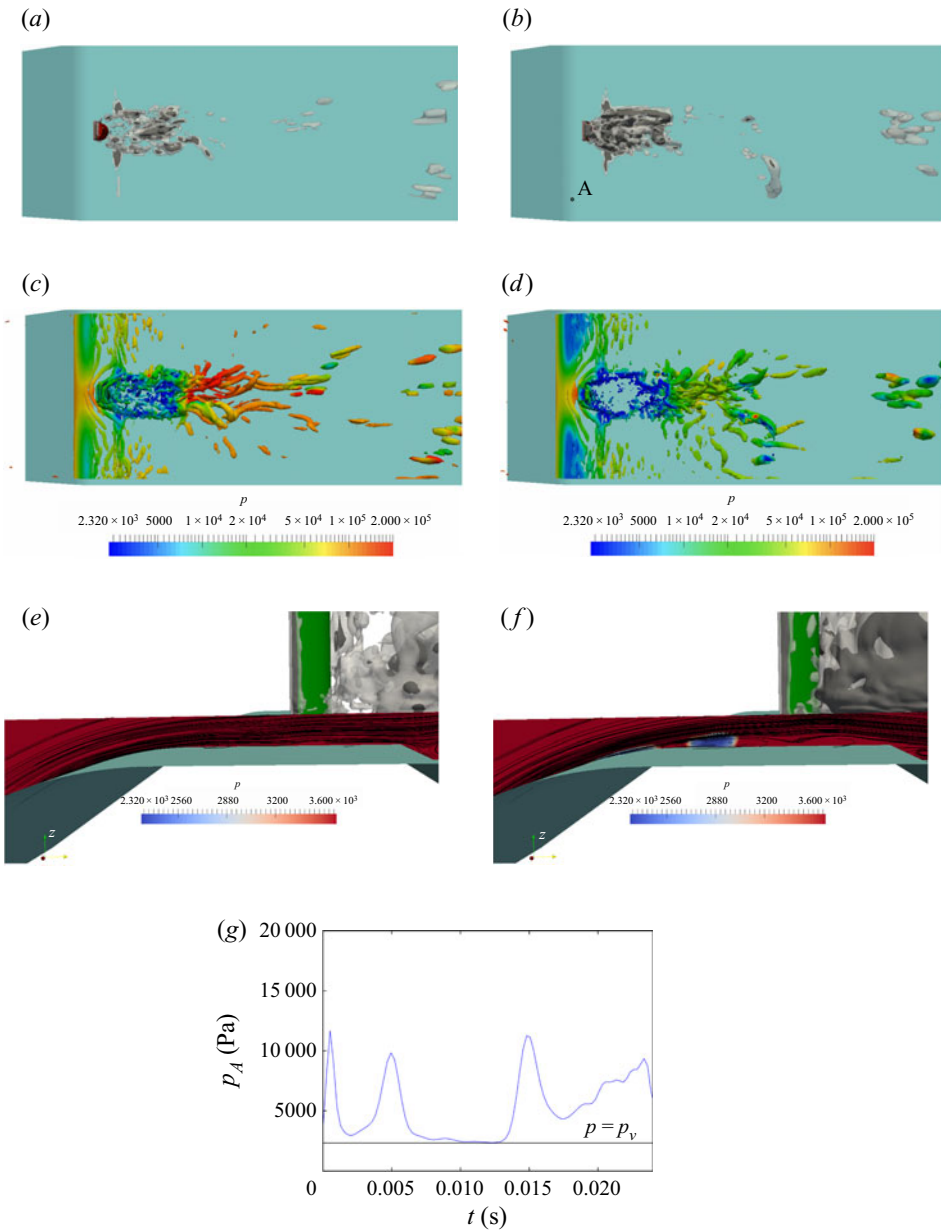 (a)
(b)
A
(c)
(d)
p
2.320 × 10³ 5000 1 × 10⁴ 2 × 10⁴ 5 × 10⁴ 1 × 10⁵ 2.000 × 10⁵
p
2.320 × 10³ 5000 1 × 10⁴ 2 × 10⁴ 5 × 10⁴ 1 × 10⁵ 2.000 × 10⁵
(e)
(f)
p
2.320 × 10³ 2560 2880 3200 3.600 × 10³
z
p
2.320 × 10³ 2560 2880 3200 3.600 × 10³
z
(g)
20 000
15 000
10 000
5000
0
p_A (Pa)
p = p_v
0.005 0.010 0.015 0.020
t (s)